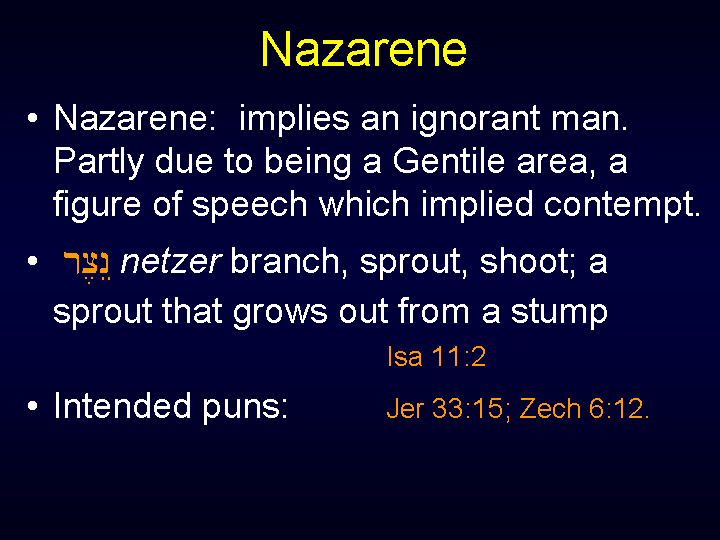 Nazarene
• Nazarene:  implies an ignorant man.
Partly due to being a Gentile area, a
figure of speech which implied contempt.
• נֵצֶר netzer branch, sprout, shoot; a
sprout that grows out from a stump
Isa 11:2
• Intended puns: Jer 33:15; Zech 6:12.